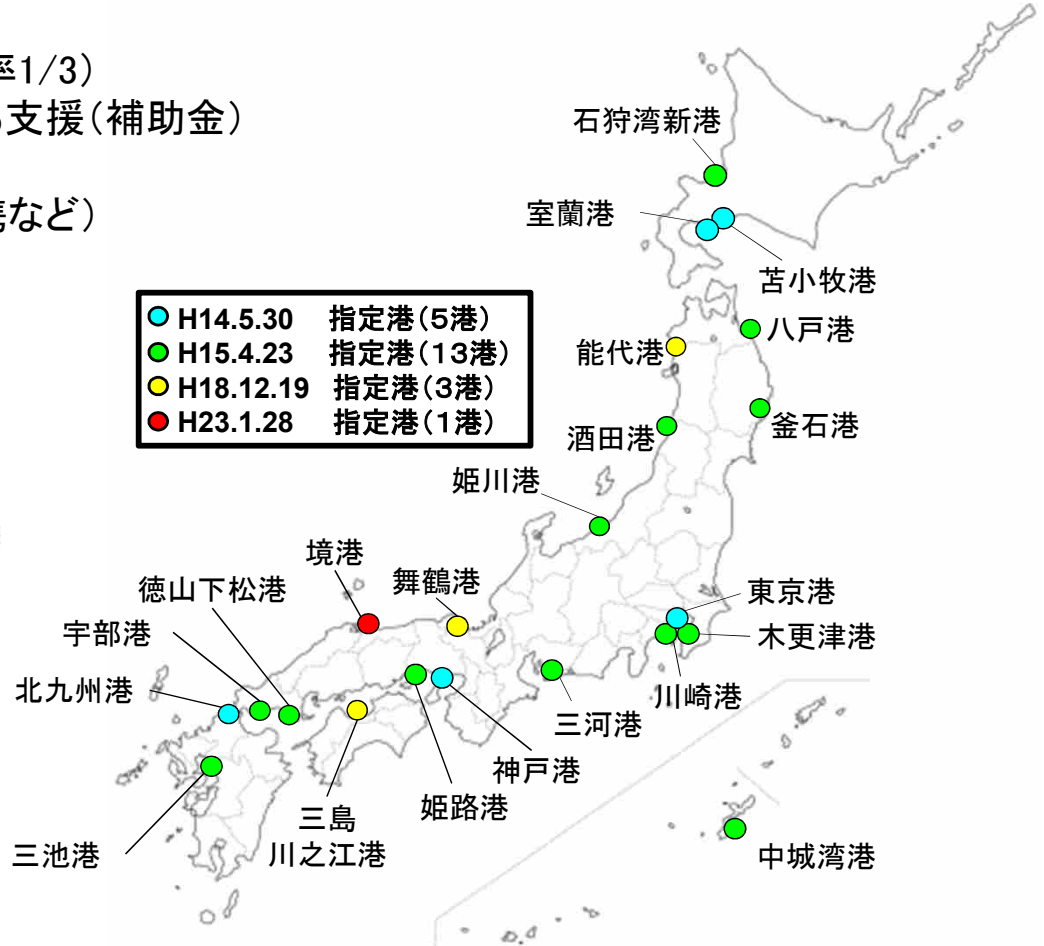 率1/3）
支援（補助金）
など）
H14.5.30 指定港（5港）
H15.4.23 指定港（13港）
H18.12.19 指定港（3港）
H23.1.28 指定港（1港）
石狩湾新港
室蘭港
苫小牧港
八戸港
能代港
釜石港
酒田港
姫川港
境港
舞鶴港
徳山下松港
東京港
宇部港
木更津港
北九州港
川崎港
三河港
神戸港
姫路港
三島
川之江港
三池港
中城湾港